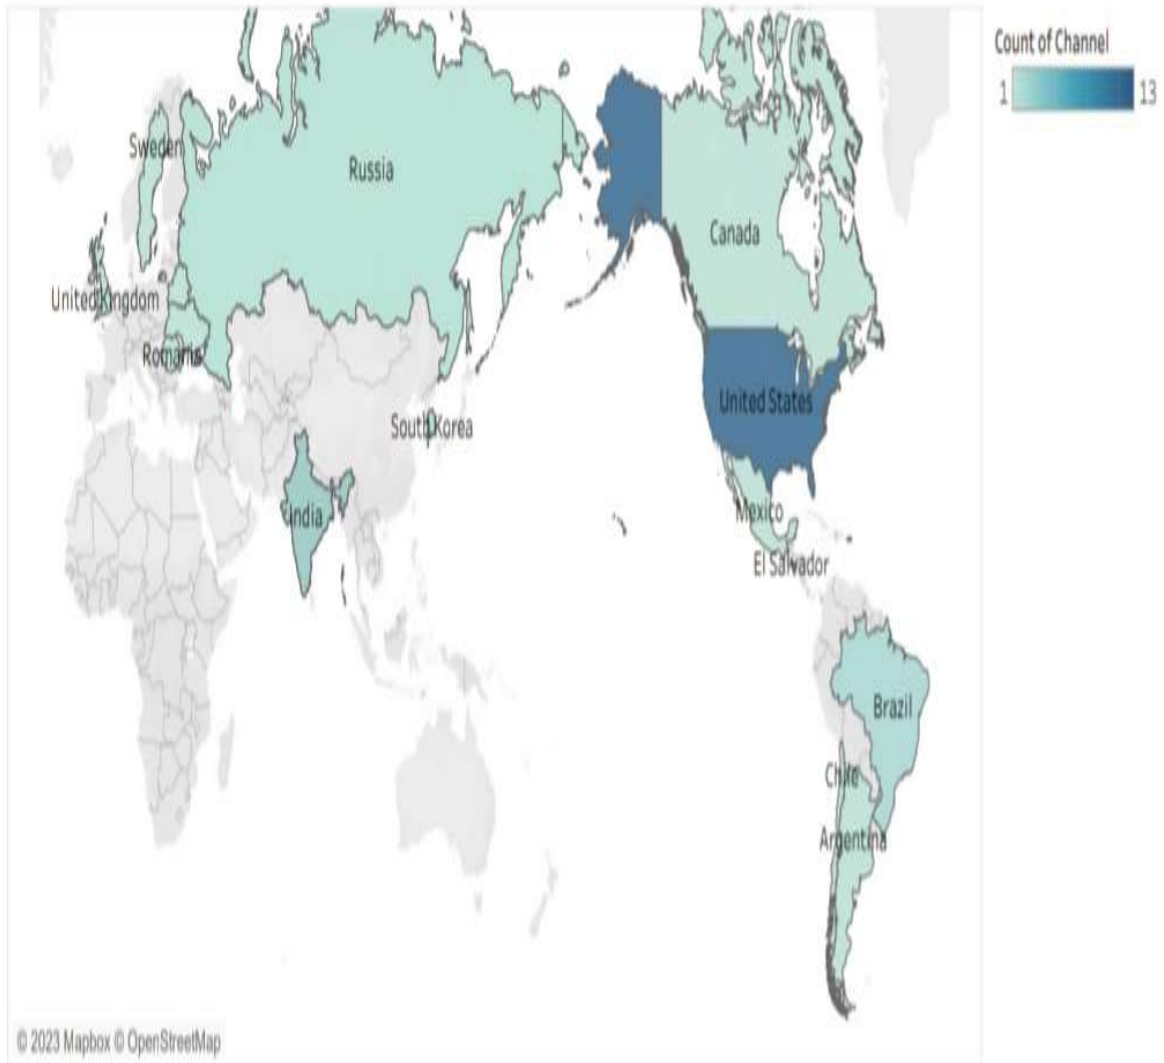 Count of Channel
1 13
Sweden
Russia
Canada
United Kingdom
Romania
United States
South Korea
India
Mexico
El Salvador
Brazil
Chile
Argentina
© 2023 Mapbox © OpenStreetMap